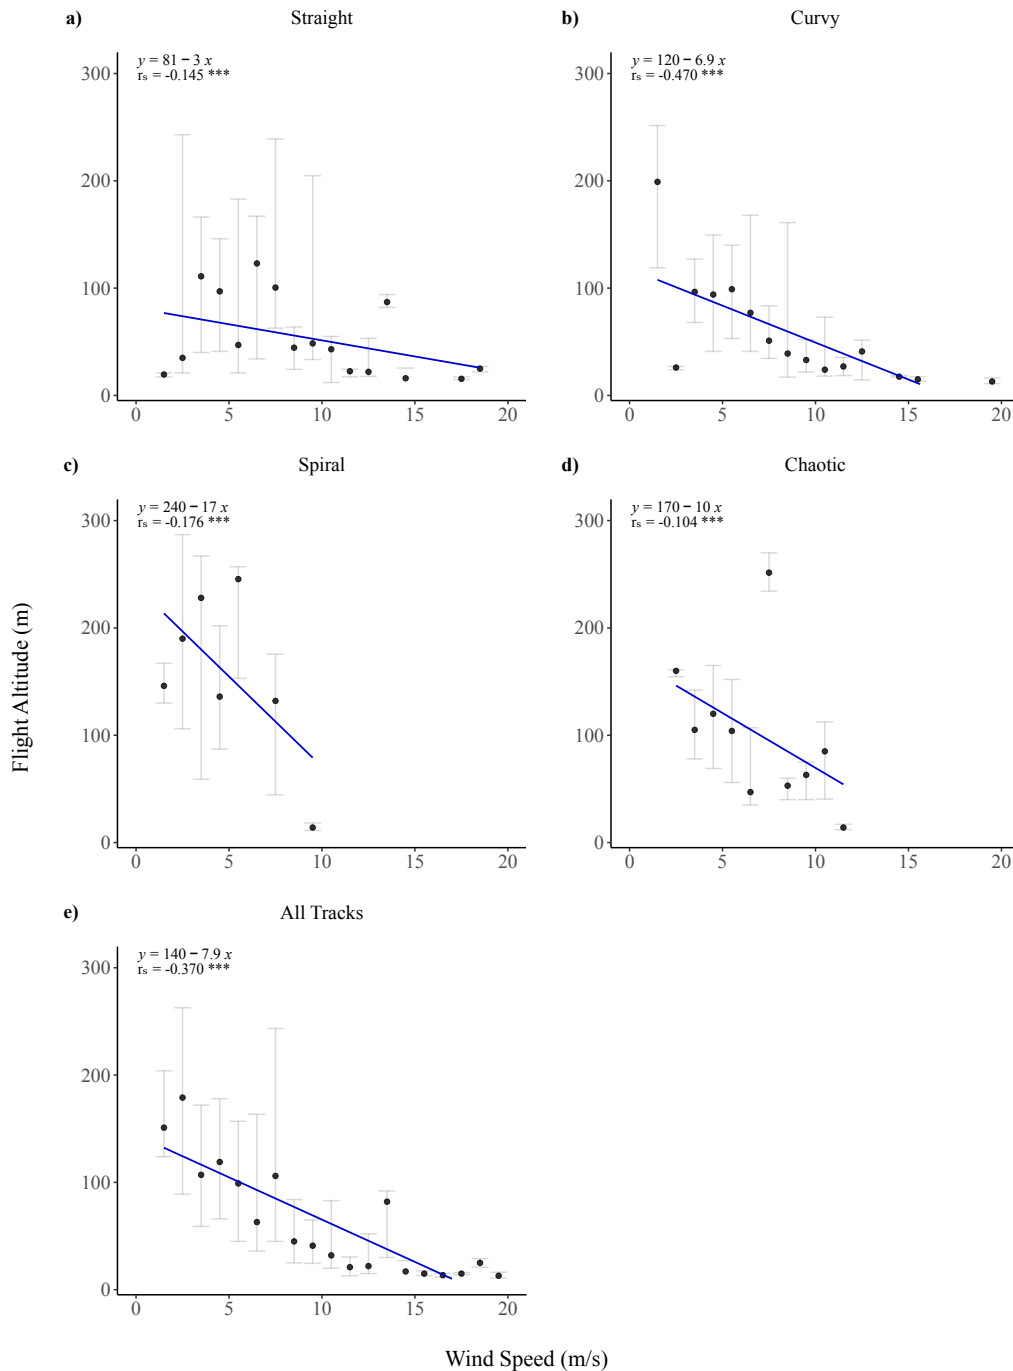 a) Straight
y = 81 − 3 x
rₛ = -0.145 ***
300
200
100
0
0 5 10 15 20
b) Curvy
y = 120 − 6.9 x
rₛ = -0.470 ***
300
200
100
0
0 5 10 15 20
c) Spiral
y = 240 − 17 x
rₛ = -0.176 ***
300
200
100
0
0 5 10 15 20
d) Chaotic
y = 170 − 10 x
rₛ = -0.104 ***
300
200
100
0
0 5 10 15 20
e) All Tracks
y = 140 − 7.9 x
rₛ = -0.370 ***
300
200
100
0
0 5 10 15 20
Flight Altitude (m)
Wind Speed (m/s)